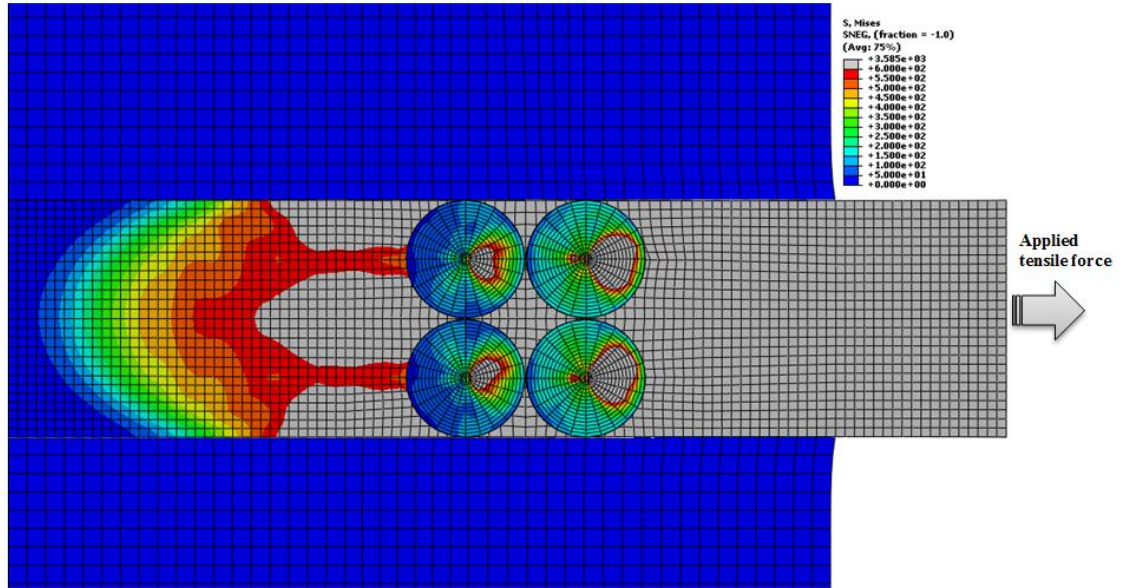 S, Mises
SNEG, (fraction = -1.0)
(Avg: 75%)
+3.585e+03
+6.000e+02
+5.500e+02
+5.000e+02
+4.500e+02
+4.000e+02
+3.500e+02
+3.000e+02
+2.500e+02
+2.000e+02
+1.500e+02
+1.000e+02
+5.000e+01
+0.000e+00
Applied
tensile force